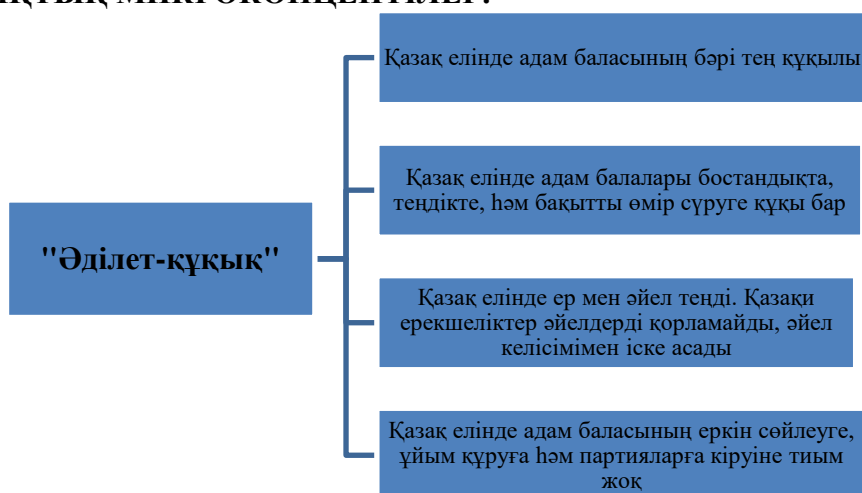 МИКРОКОНЦЕПТІЛЕР:
Қазақ елінде адам баласының бәрі тең құқылы
Қазақ елінде адам балалары бостандықта,
теңдікте, һәм бақытты өмір сүруге құқы бар
"Әділет-құқық"
Қазақ елінде ер мен әйел теңді. Қазақи
ерекшеліктер әйелдерді қорламайды, әйел
келісімімен іске асады
Қазақ елінде адам баласының еркін сөйлеуге,
ұйым құруға һәм партияларға кіруіне тиым
жоқ